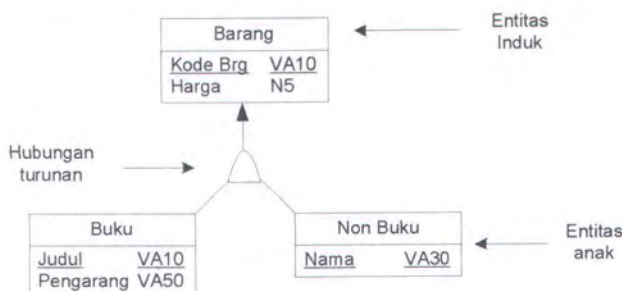 Barang
Kode Brg VA10
Harga N5
Entitas
Induk
Hubungan
turunan
Buku
Judul VA10
Pengarang VA50
Non Buku
Nama VA30
Entitas
anak